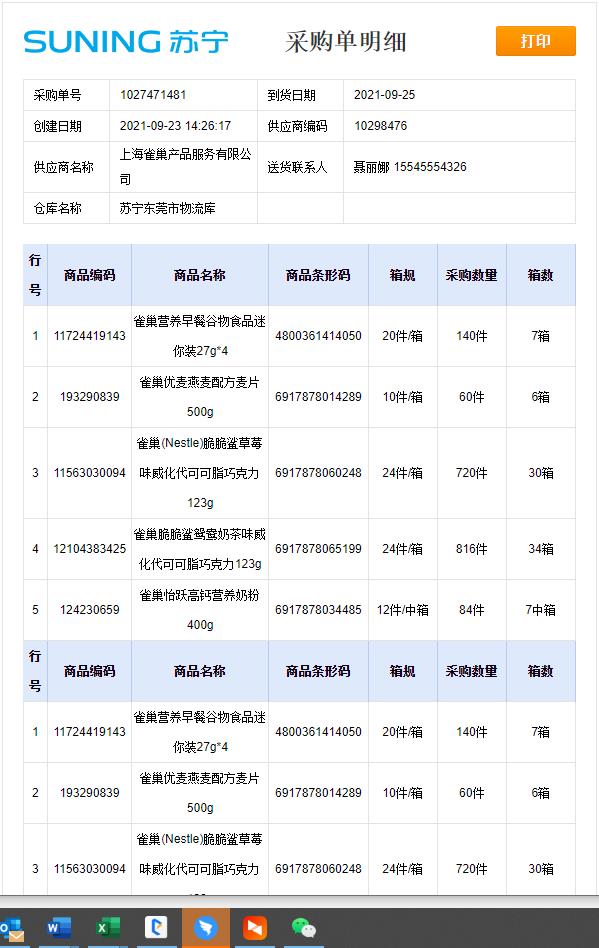 SUNING 苏宁 采购单明细 打印
采购单号 1027471481 到货日期 2021-09-25
创建日期 2021-09-23 14:26:17 供应商编码 10298476
供应商名称 上海雀巢产品服务有限公
司 送货联系人 聂丽娜 15545554326
仓库名称 苏宁东莞市物流库
行
号 商品编码 商品名称 商品条形码 箱规 采购数量 箱数
1 11724419143 雀巢营养早餐谷物食品迷
你装27g*4 4800361414050 20件/箱 140件 7箱
2 193290839 雀巢优麦燕麦配方麦片
500g 6917878014289 10件/箱 60件 6箱
3 11563030094 雀巢(Nestle)脆脆鲨草莓
味威化代可可脂巧克力
123g 6917878060248 24件/箱 720件 30箱
4 12104383425 雀巢脆脆鲨鸳鸯奶茶味威
化代可可脂巧克力123g 6917878065199 24件/箱 816件 34箱
5 124230659 雀巢怡跃高钙营养奶粉
400g 6917878034485 12件/中箱 84件 7中箱
行
号 商品编码 商品名称 商品条形码 箱规 采购数量 箱数
1 11724419143 雀巢营养早餐谷物食品迷
你装27g*4 4800361414050 20件/箱 140件 7箱
2 193290839 雀巢优麦燕麦配方麦片
500g 6917878014289 10件/箱 60件 6箱
3 11563030094 雀巢(Nestle)脆脆鲨草莓
味威化代可可脂巧克力 6917878060248 24件/箱 720件 30箱